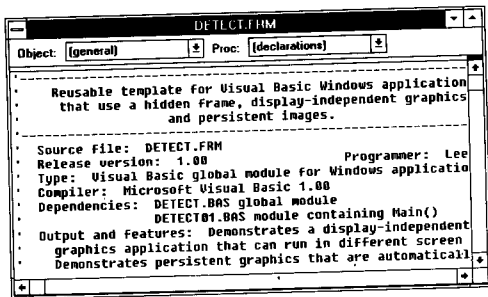 DETECT.FRM
Object: (general) Proc: (declarations)
'-----------------------------------------------------------
' Reusable template for Visual Basic Windows application
' that use a hidden frame, display-independent graphics
' and persistent images.
'-----------------------------------------------------------
' Source file: DETECT.FRM
' Release version: 1.00 Programmer: Lee
' Type: Visual Basic global module for Windows applicatio
' Compiler: Microsoft Visual Basic 1.00
' Dependencies: DETECT.BAS global module
' DETECT01.BAS module containing Main()
' Output and features: Demonstrates a display-independent
' graphics application that can run in different screen
' Demonstrates persistent graphics that are automaticall